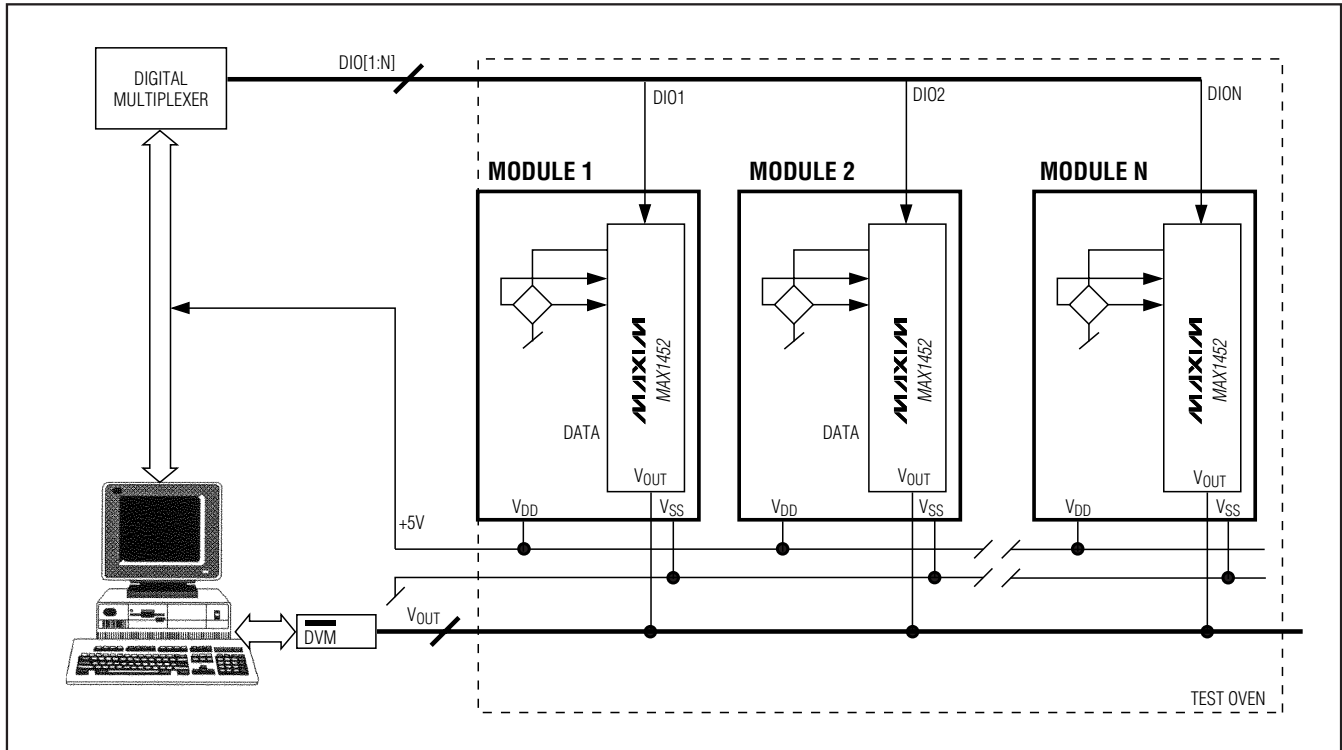 DIGITAL
MULTIPLEXER
DIO[1:N]
DIO1
DIO2
DION
MODULE 1
MODULE 2
MODULE N
MAXIM
MAX1452
MAXIM
MAX1452
MAXIM
MAX1452
DATA
DATA
VOUT
VOUT
VOUT
VDD
VSS
VDD
VSS
VDD
VSS
+5V
VOUT
DVM
TEST OVEN